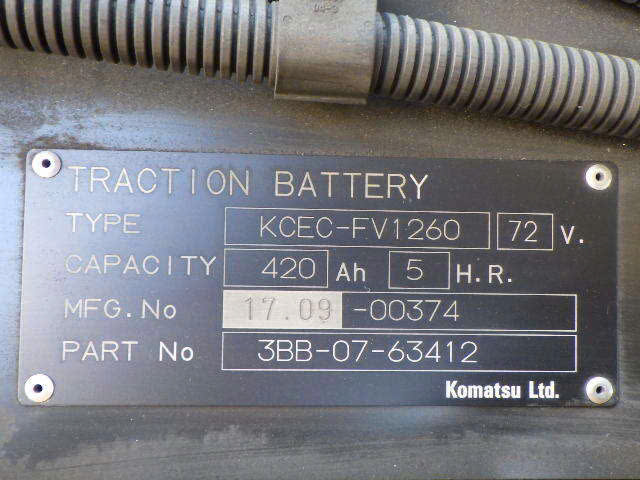 TRACTION BATTERY
TYPE KCEC-FV1260 72 V.
CAPACITY 420 Ah 5 H.R.
MFG.No 17.09 -00374
PART No 3BB-07-63412
Komatsu Ltd.